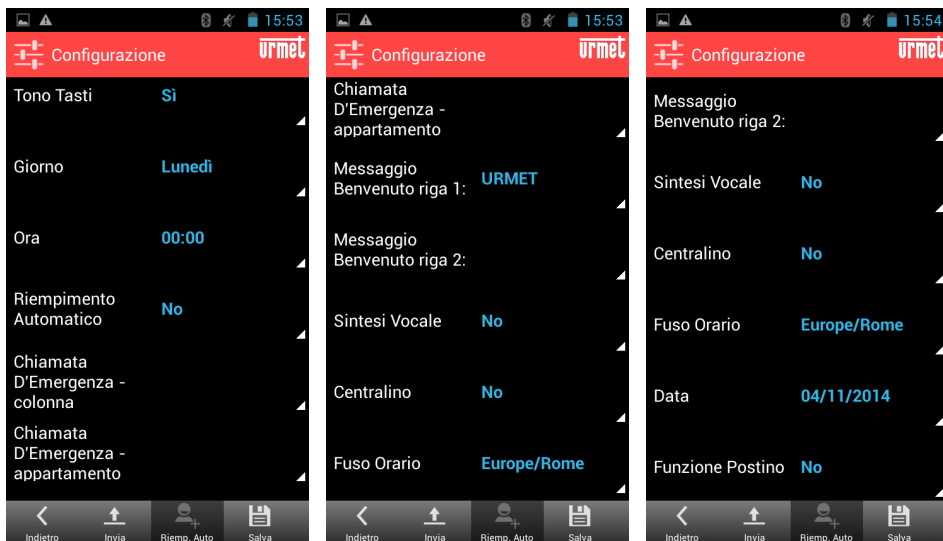 15:53
Configurazione
urmet
Tono Tasti Sì
Giorno Lunedì
Ora 00:00
Riempimento
Automatico No
Chiamata
D'Emergenza -
colonna
Chiamata
D'Emergenza -
appartamento
Indietro Invia Riemp. Auto Salva
15:53
Configurazione
urmet
Chiamata
D'Emergenza -
appartamento
Messaggio
Benvenuto riga 1: URMET
Messaggio
Benvenuto riga 2:
Sintesi Vocale No
Centralino No
Fuso Orario Europe/Rome
Indietro Invia Riemp. Auto Salva
15:54
Configurazione
urmet
Messaggio
Benvenuto riga 2:
Sintesi Vocale No
Centralino No
Fuso Orario Europe/Rome
Data 04/11/2014
Funzione Postino No
Indietro Invia Riemp. Auto Salva